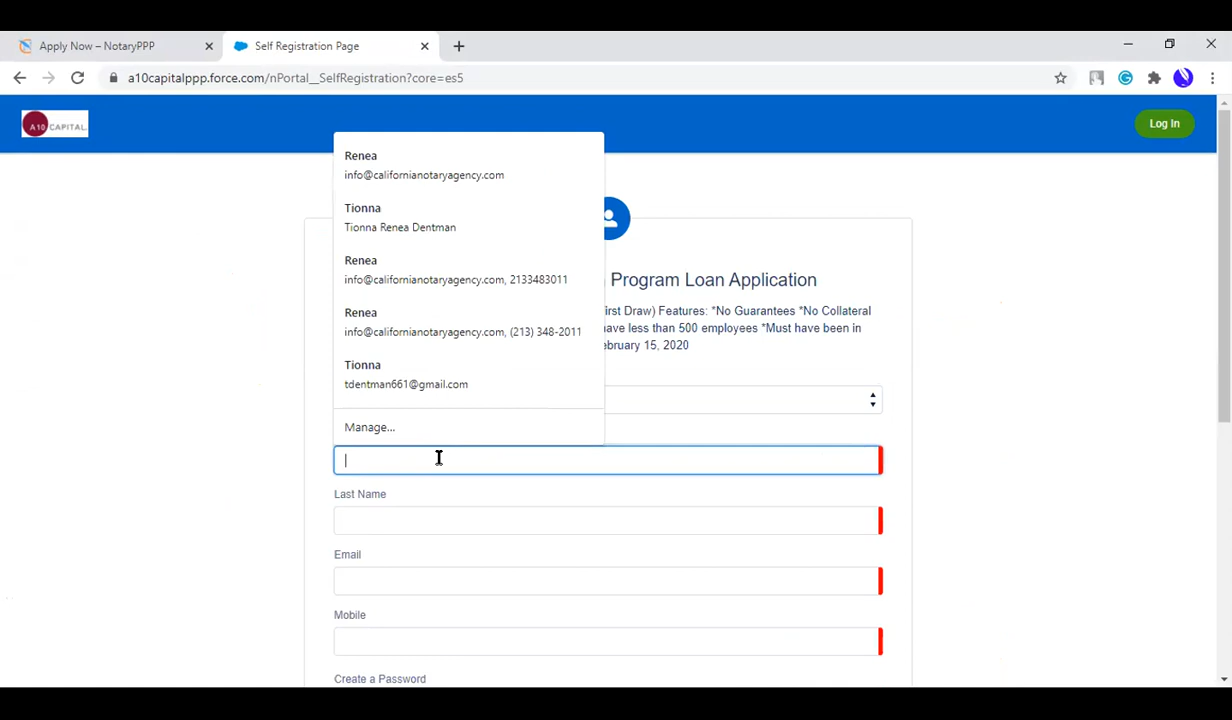 Apply Now – NotaryPPP
Self Registration Page
a10capitalppp.force.com/nPortal__SelfRegistration?core=es5
A10 CAPITAL
Log In
Renea
info@californianotaryagency.com
Tionna
Tionna Renea Dentman
Renea
info@californianotaryagency.com, 2133483011
Renea
info@californianotaryagency.com, (213) 348-2011
Tionna
tdentman661@gmail.com
Manage...
Program Loan Application
irst Draw) Features: *No Guarantees *No Collateral
have less than 500 employees *Must have been in
ebruary 15, 2020
Last Name
Email
Mobile
Create a Password